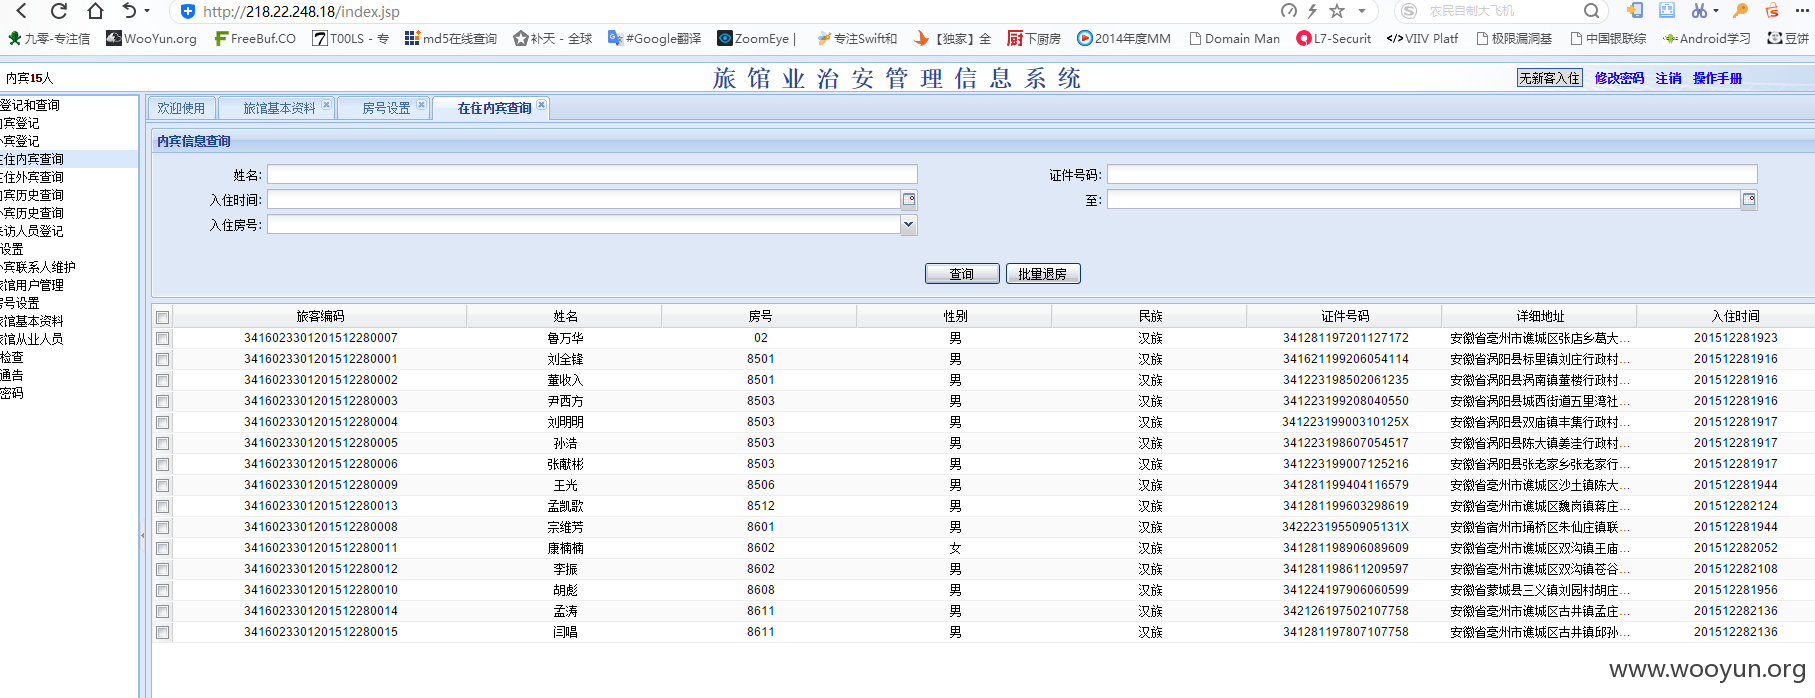 http://218.22.248.18/index.jsp
农民自制大飞机
九零-专注信 WooYun.org FreeBuf.CO T00LS - 专 md5在线查询 补天 - 全球 #Google翻译 ZoomEye | 专注Swift和 【独家】全 下厨房 2014年度MM Domain Man L7-Securit </>VIIV Platf 极限漏洞基 中国银联综 Android学习 豆饼
内宾15人 旅馆业治安管理信息系统 无新客入住 修改密码 注销 操作手册
登记和查询
内宾登记
外宾登记
在住内宾查询
在住外宾查询
内宾历史查询
外宾历史查询
来访人员登记
设置
外宾联系人维护
旅馆用户管理
房号设置
旅馆基本资料
旅馆从业人员
检查
通告
密码
欢迎使用 旅馆基本资料 房号设置 在住内宾查询
内宾信息查询
姓名: 证件号码:
入住时间: 至:
入住房号:
查询 批量退房
旅客编码 姓名 房号 性别 民族 证件号码 详细地址 入住时间
3416023301201512280007 鲁万华 02 男 汉族 341281197201127172 安徽省亳州市谯城区张店乡葛大... 201512281923
3416023301201512280001 刘全锋 8501 男 汉族 341621199206054114 安徽省涡阳县标里镇刘庄行政村... 201512281916
3416023301201512280002 董收入 8501 男 汉族 341223198502061235 安徽省涡阳县涡南镇董楼行政村... 201512281916
3416023301201512280003 尹西方 8503 男 汉族 341223199208040550 安徽省涡阳县城西街道五里湾社... 201512281916
3416023301201512280004 刘明明 8503 男 汉族 34122319900310125X 安徽省涡阳县双庙镇丰集行政村... 201512281917
3416023301201512280005 孙浩 8503 男 汉族 341223198607054517 安徽省涡阳县陈大镇姜洼行政村... 201512281917
3416023301201512280006 张献彬 8503 男 汉族 341223199007125216 安徽省涡阳县张老家乡张老家行... 201512281917
3416023301201512280009 王光 8506 男 汉族 341281199404116579 安徽省亳州市谯城区沙土镇陈大... 201512281944
3416023301201512280013 孟凯歌 8512 男 汉族 341281199603298619 安徽省亳州市谯城区魏岗镇蒋庄... 201512282124
3416023301201512280008 宗维芳 8601 男 汉族 34222319550905131X 安徽省宿州市埇桥区朱仙庄镇联... 201512281944
3416023301201512280011 康楠楠 8602 女 汉族 341281198906089609 安徽省亳州市谯城区双沟镇王庙... 201512282052
3416023301201512280012 李振 8602 男 汉族 341281198611209597 安徽省亳州市谯城区双沟镇苍谷... 201512282108
3416023301201512280010 胡彪 8608 男 汉族 341224197906060599 安徽省蒙城县三义镇刘园村胡庄... 201512281956
3416023301201512280014 孟涛 8611 男 汉族 342126197502107758 安徽省亳州市谯城区古井镇孟庄... 201512282136
3416023301201512280015 闫唱 8611 男 汉族 341281197807107758 安徽省亳州市谯城区古井镇邱孙... 201512282136
www.wooyun.org